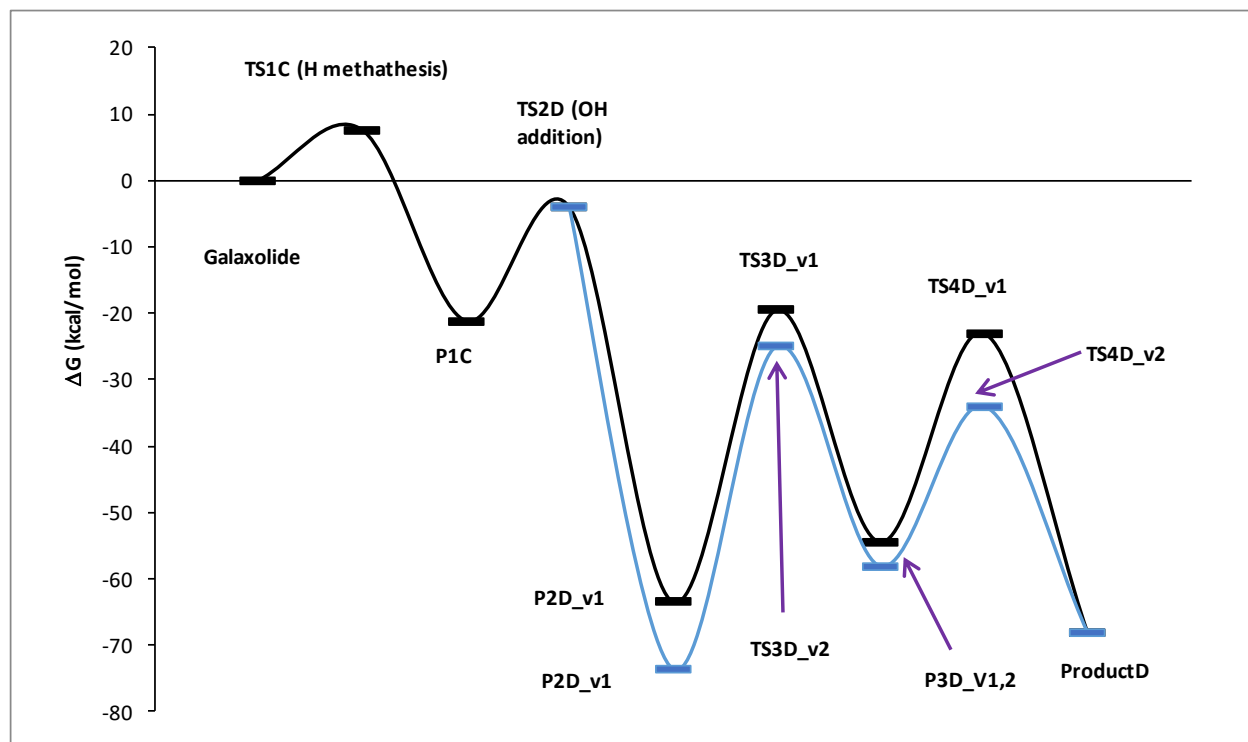 20
10
0
-10
-20
-30
-40
-50
-60
-70
-80
ΔG (kcal/mol)
TS1C (H methathesis)
TS2D (OH
addition)
Galaxolide
P1C
TS3D_v1
TS4D_v1
TS4D_v2
P2D_v1
P2D_v1
TS3D_v2
P3D_V1,2
ProductD